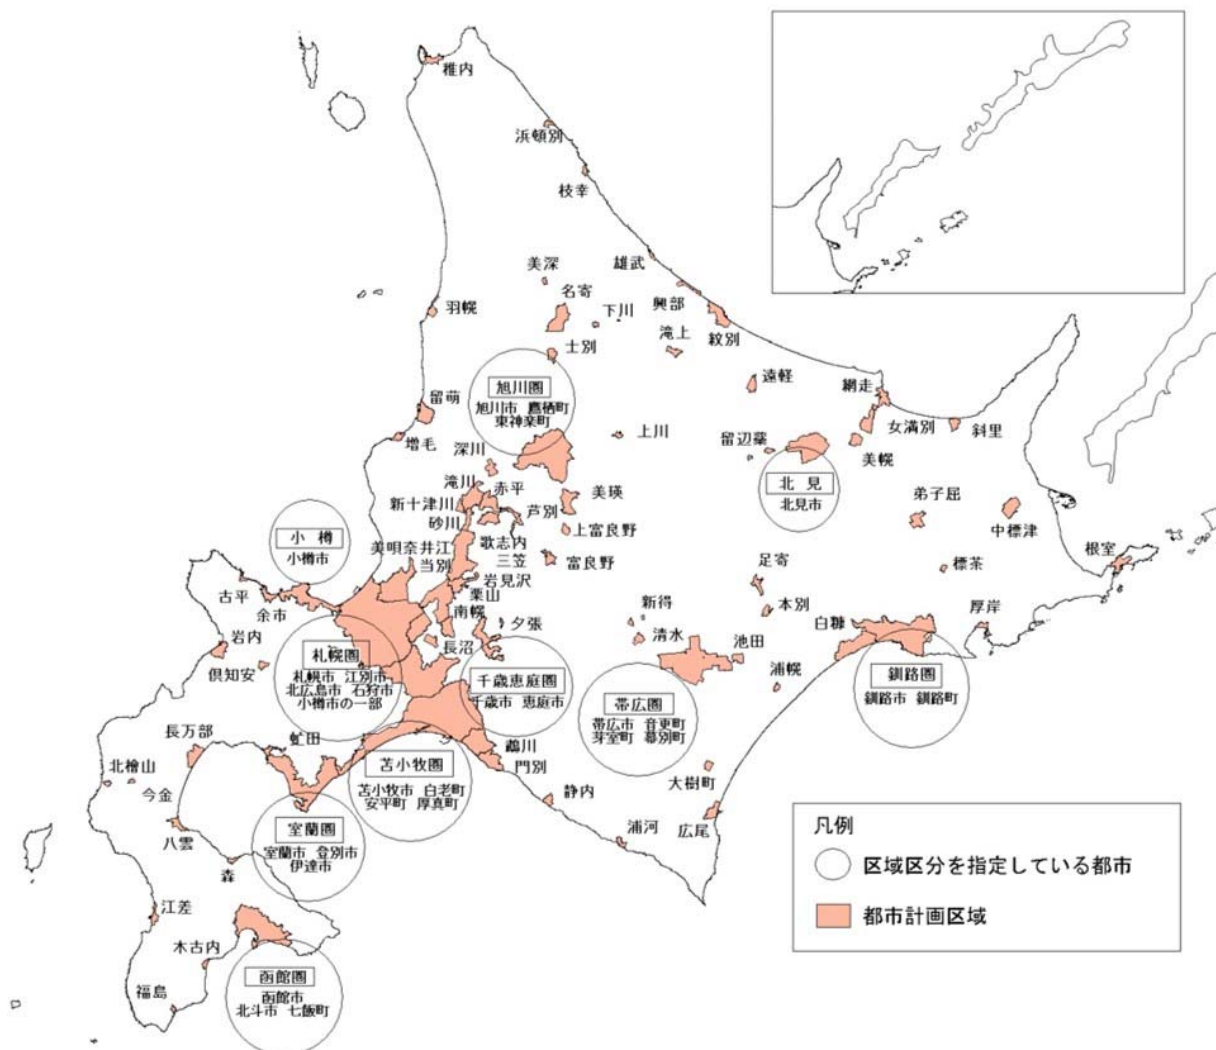 稚内
浜頓別
枝幸
美深
雄武
名寄
下川
興部
羽幌
滝上
紋別
士別
旭川圏
旭川市 鷹栖町
東神楽町
遠軽
網走
留萌
増毛
深川
上川
留辺蘂
女満別
斜里
美幌
北見
北見市
滝川
赤平
美瑛
新十津川
芦別
砂川
上富良野
弟子屈
中標津
小樽
小樽市
美唄奈井江
歌志内
三笠
富良野
当別
岩見沢
足寄
標茶
根室
栗山
古平
余市
南幌
夕張
新得
本別
白糠
厚岸
岩内
長沼
清水
池田
倶知安
札幌圏
札幌市 江別市
北広島市 石狩市
小樽市の一部
千歳恵庭圏
千歳市 恵庭市
浦幌
釧路圏
釧路市 釧路町
帯広圏
帯広市 音更町
芽室町 幕別町
長万部
虻田
鵡川
門別
北檜山
今金
苫小牧圏
苫小牧市 白老町
安平町 厚真町
静内
大樹町
広尾
浦河
八雲
室蘭圏
室蘭市 登別市
伊達市
森
江差
木古内
福島
函館圏
函館市
北斗市 七飯町
凡例
区域区分を指定している都市
都市計画区域